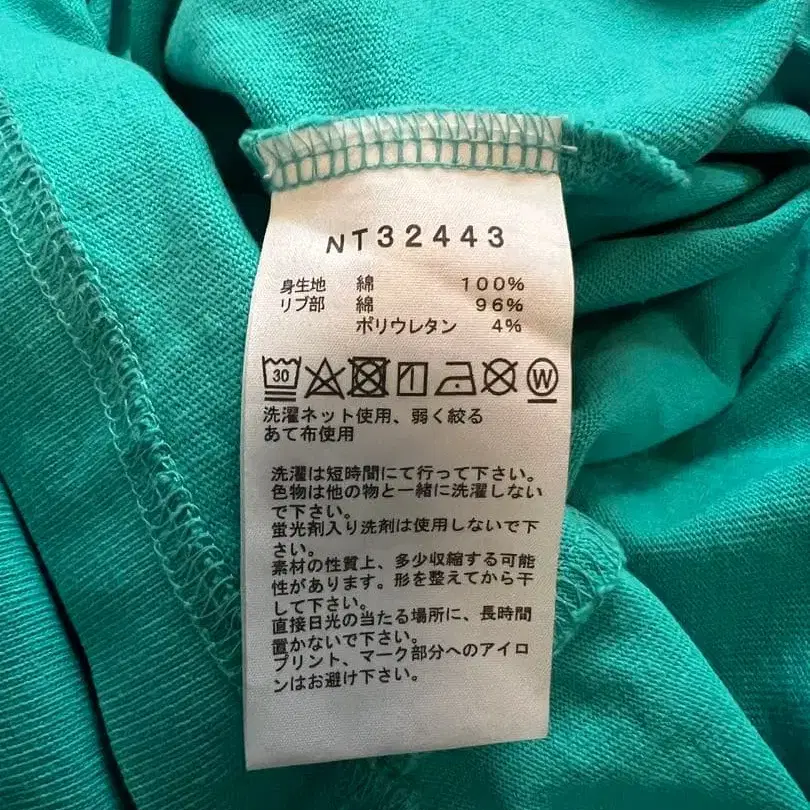 NT32443
身生地 綿 100%
リブ部 綿 96%
ポリウレタン 4%
30 W
洗濯ネット使用、弱く絞る
あて布使用
洗濯は短時間にて行って下さい。
色物は他の物と一緒に洗濯しない
で下さい。
蛍光剤入り洗剤は使用しないで下
さい。
素材の性質上、多少収縮する可能
性があります。形を整えてから干
して下さい。
直接日光の当たる場所に、長時間
置かないで下さい。
プリント、マーク部分へのアイロ
ンはお避け下さい。